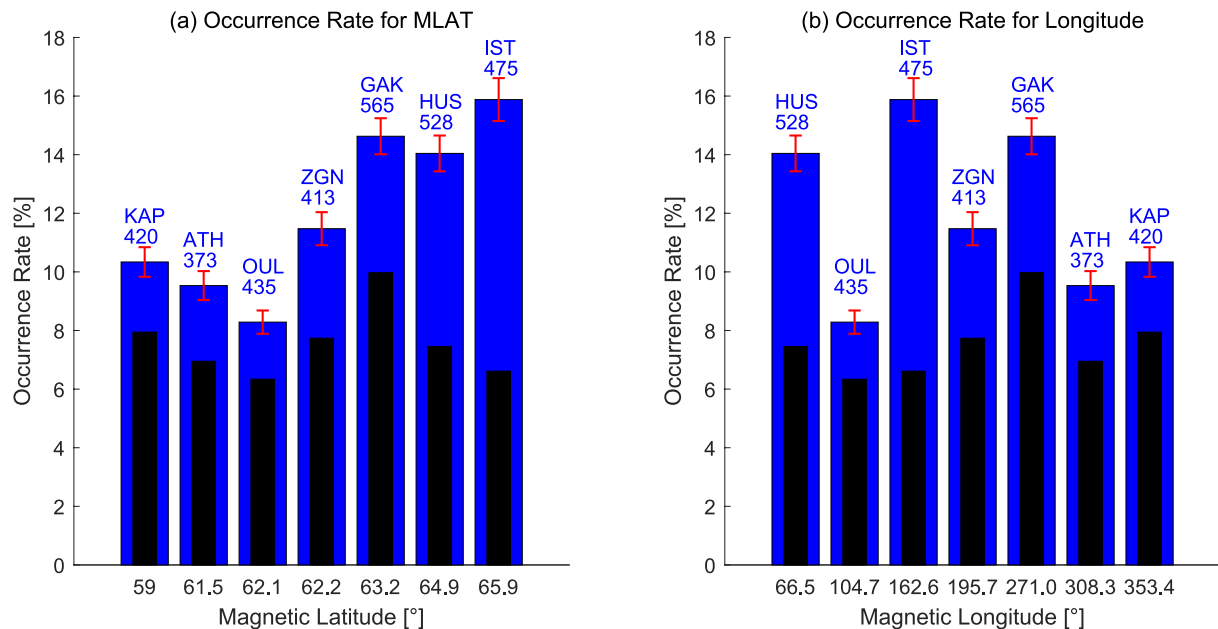 (a) Occurrence Rate for MLAT
18
16
14
12
10
8
6
4
2
0
Occurrence Rate [%]
KAP
420
ATH
373
OUL
435
ZGN
413
GAK
565
HUS
528
IST
475
59 61.5 62.1 62.2 63.2 64.9 65.9
Magnetic Latitude [°]
(b) Occurrence Rate for Longitude
18
16
14
12
10
8
6
4
2
0
Occurrence Rate [%]
HUS
528
OUL
435
IST
475
ZGN
413
GAK
565
ATH
373
KAP
420
66.5 104.7 162.6 195.7 271.0 308.3 353.4
Magnetic Longitude [°]